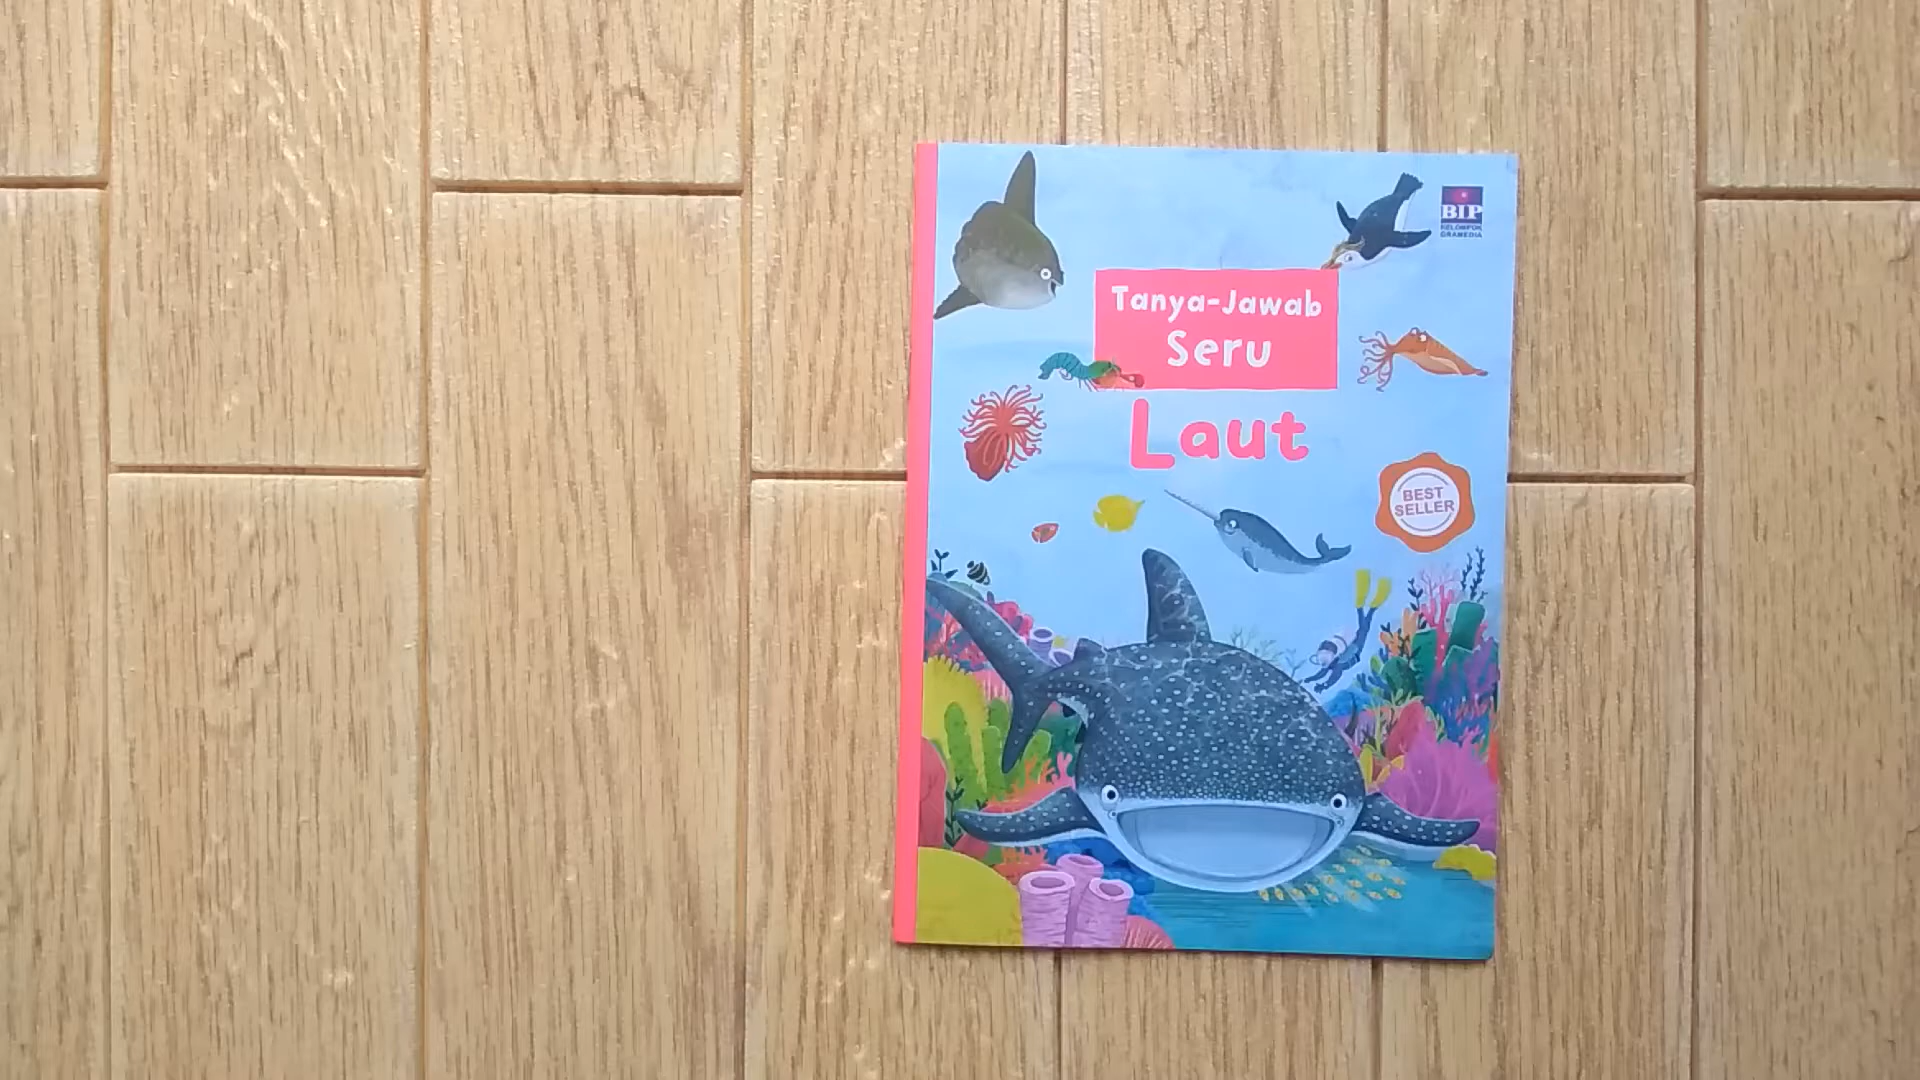 BIP
KELOMPOK
GRAMEDIA
Tanya-Jawab
Seru
Laut
BEST
SELLER